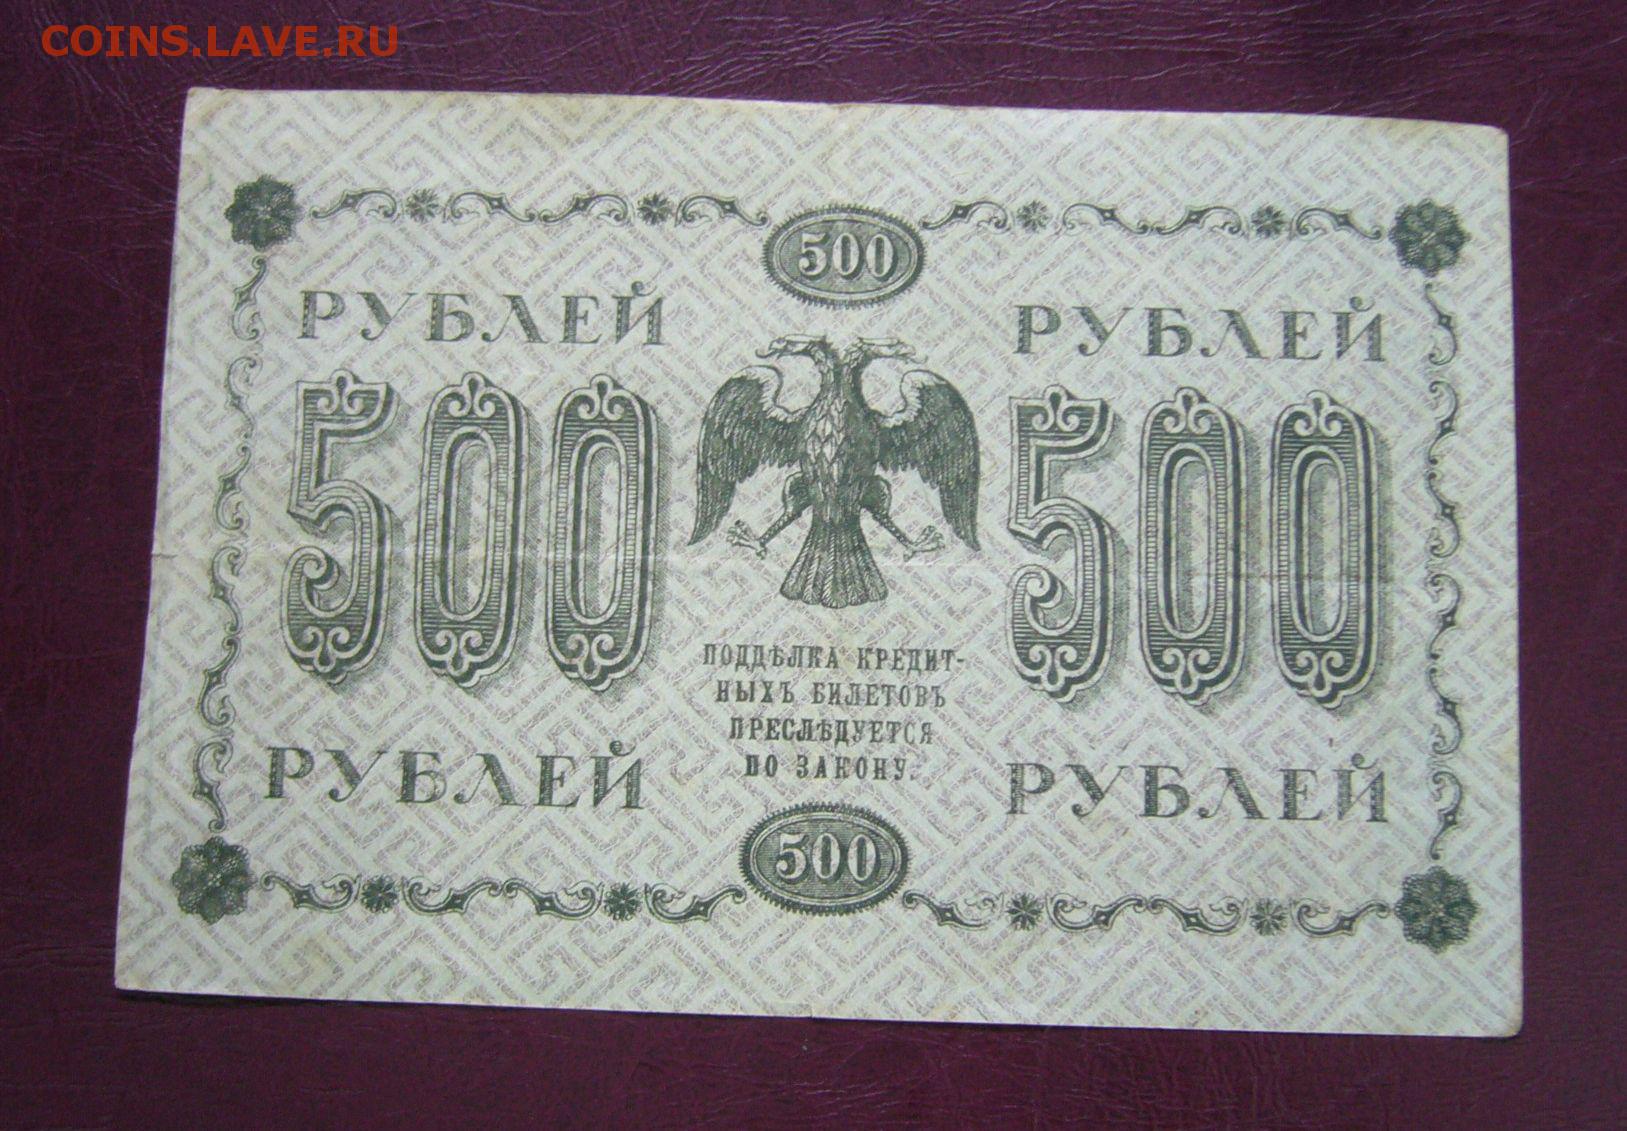 COINS.LAVE.RU
500
РУБЛЕЙ
РУБЛЕЙ
500
500
ПОДДѢЛКА КРЕДИТ-
НЫХЪ БИЛЕТОВЪ
ПРЕСЛѢДУЕТСЯ
ПО ЗАКОНУ.
РУБЛЕЙ
РУБЛЕЙ
500